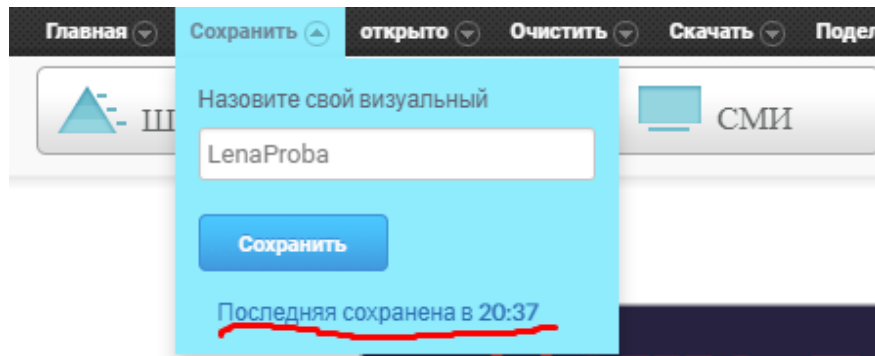 Главная Сохранить открыто Очистить Скачать
Назовите свой визуальный
СМИ
LenaProba
Сохранить
Последняя сохранена в 20:37